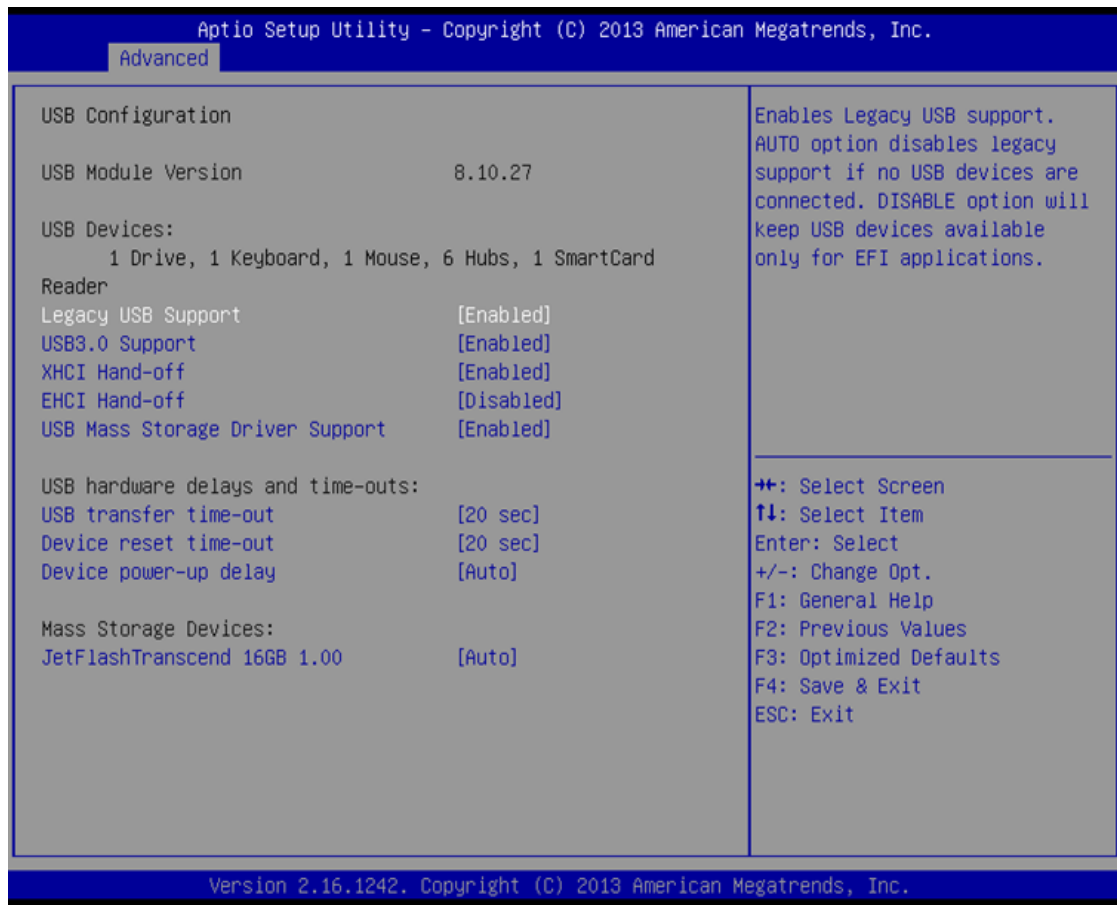 Aptio Setup Utility – Copyright (C) 2013 American Megatrends, Inc.
Advanced
USB Configuration
USB Module Version 8.10.27
USB Devices:
1 Drive, 1 Keyboard, 1 Mouse, 6 Hubs, 1 SmartCard
Reader
Legacy USB Support [Enabled]
USB3.0 Support [Enabled]
XHCI Hand-off [Enabled]
EHCI Hand-off [Disabled]
USB Mass Storage Driver Support [Enabled]
USB hardware delays and time-outs:
USB transfer time-out [20 sec]
Device reset time-out [20 sec]
Device power-up delay [Auto]
Mass Storage Devices:
JetFlashTranscend 16GB 1.00 [Auto]
Enables Legacy USB support.
AUTO option disables legacy
support if no USB devices are
connected. DISABLE option will
keep USB devices available
only for EFI applications.
→←: Select Screen
↑↓: Select Item
Enter: Select
+/-: Change Opt.
F1: General Help
F2: Previous Values
F3: Optimized Defaults
F4: Save & Exit
ESC: Exit
Version 2.16.1242. Copyright (C) 2013 American Megatrends, Inc.